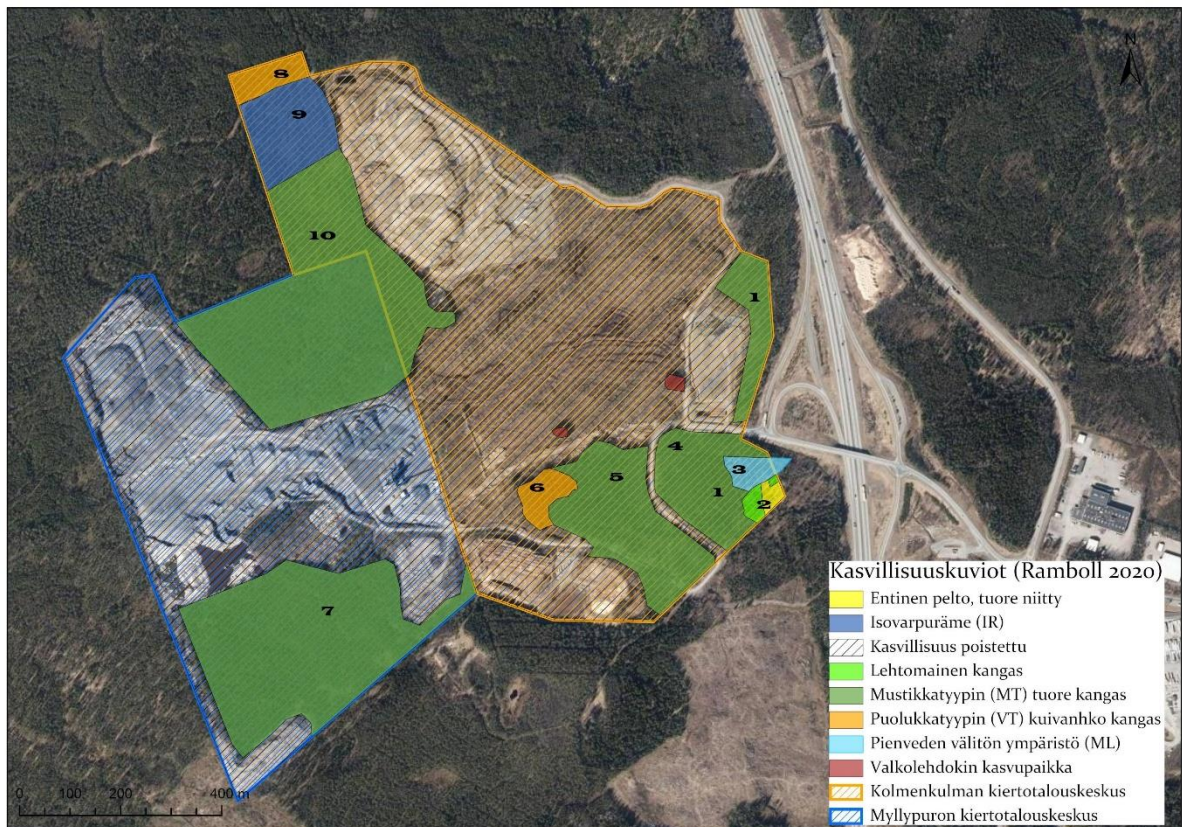 N
8
9
10
1
4
5
3
1
6
2
7
0 100 200 400 m
Kasvillisuuskuviot (Ramboll 2020)
Entinen pelto, tuore niitty
Isovarpuräme (IR)
Kasvillisuus poistettu
Lehtomainen kangas
Mustikkatyypin (MT) tuore kangas
Puolukkatyypin (VT) kuivanhko kangas
Pienveden välitön ympäristö (ML)
Valkolehdokin kasvupaikka
Kolmenkulman kiertotalouskeskus
Myllypuron kiertotalouskeskus